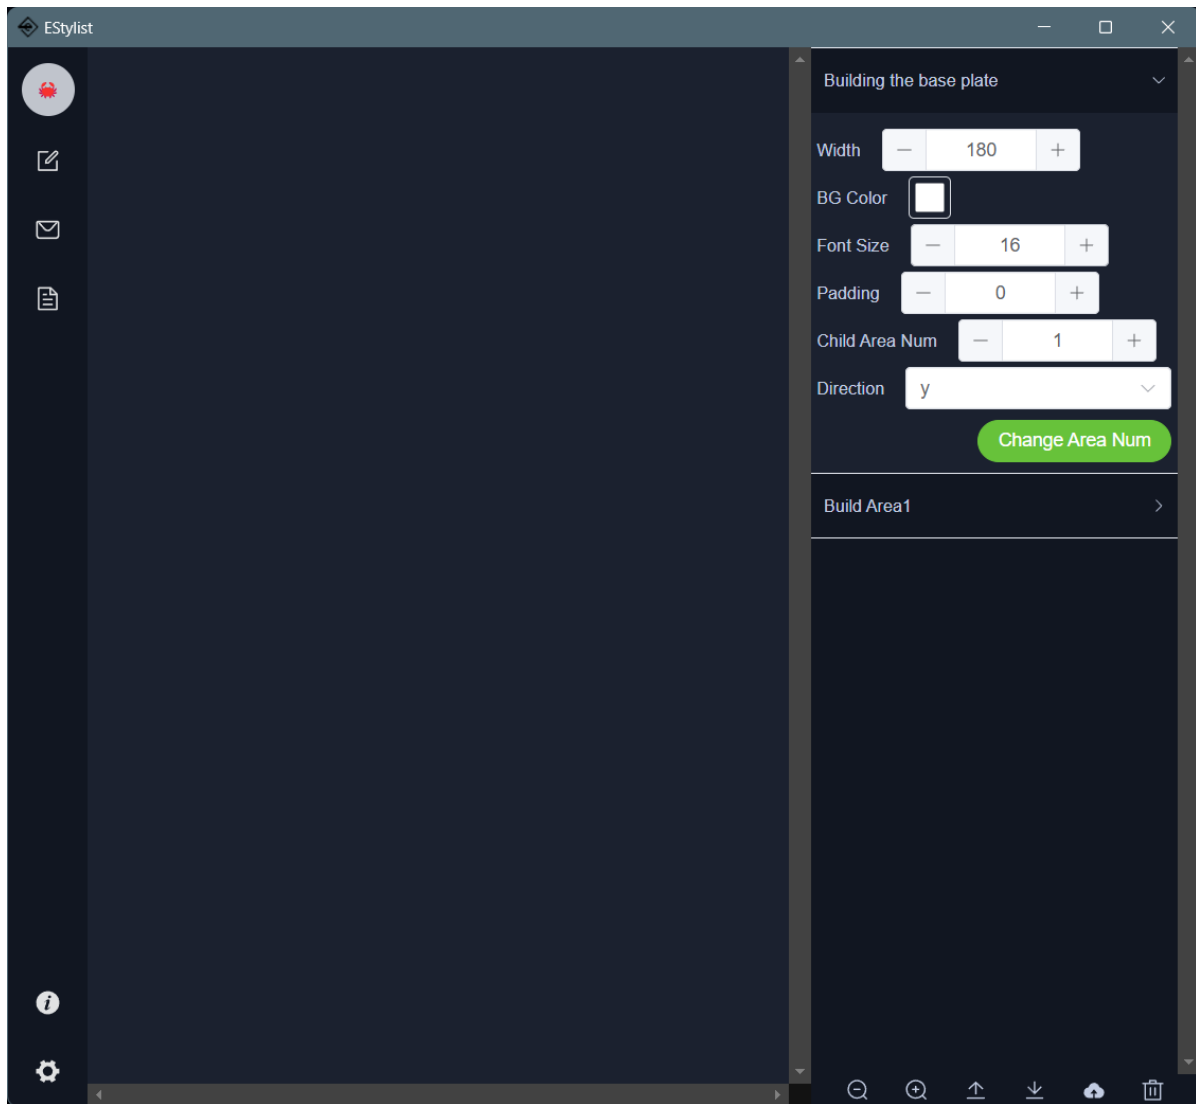 EStylist
Building the base plate
Width 180
BG Color
Font Size 16
Padding 0
Child Area Num 1
Direction y
Change Area Num
Build Area1